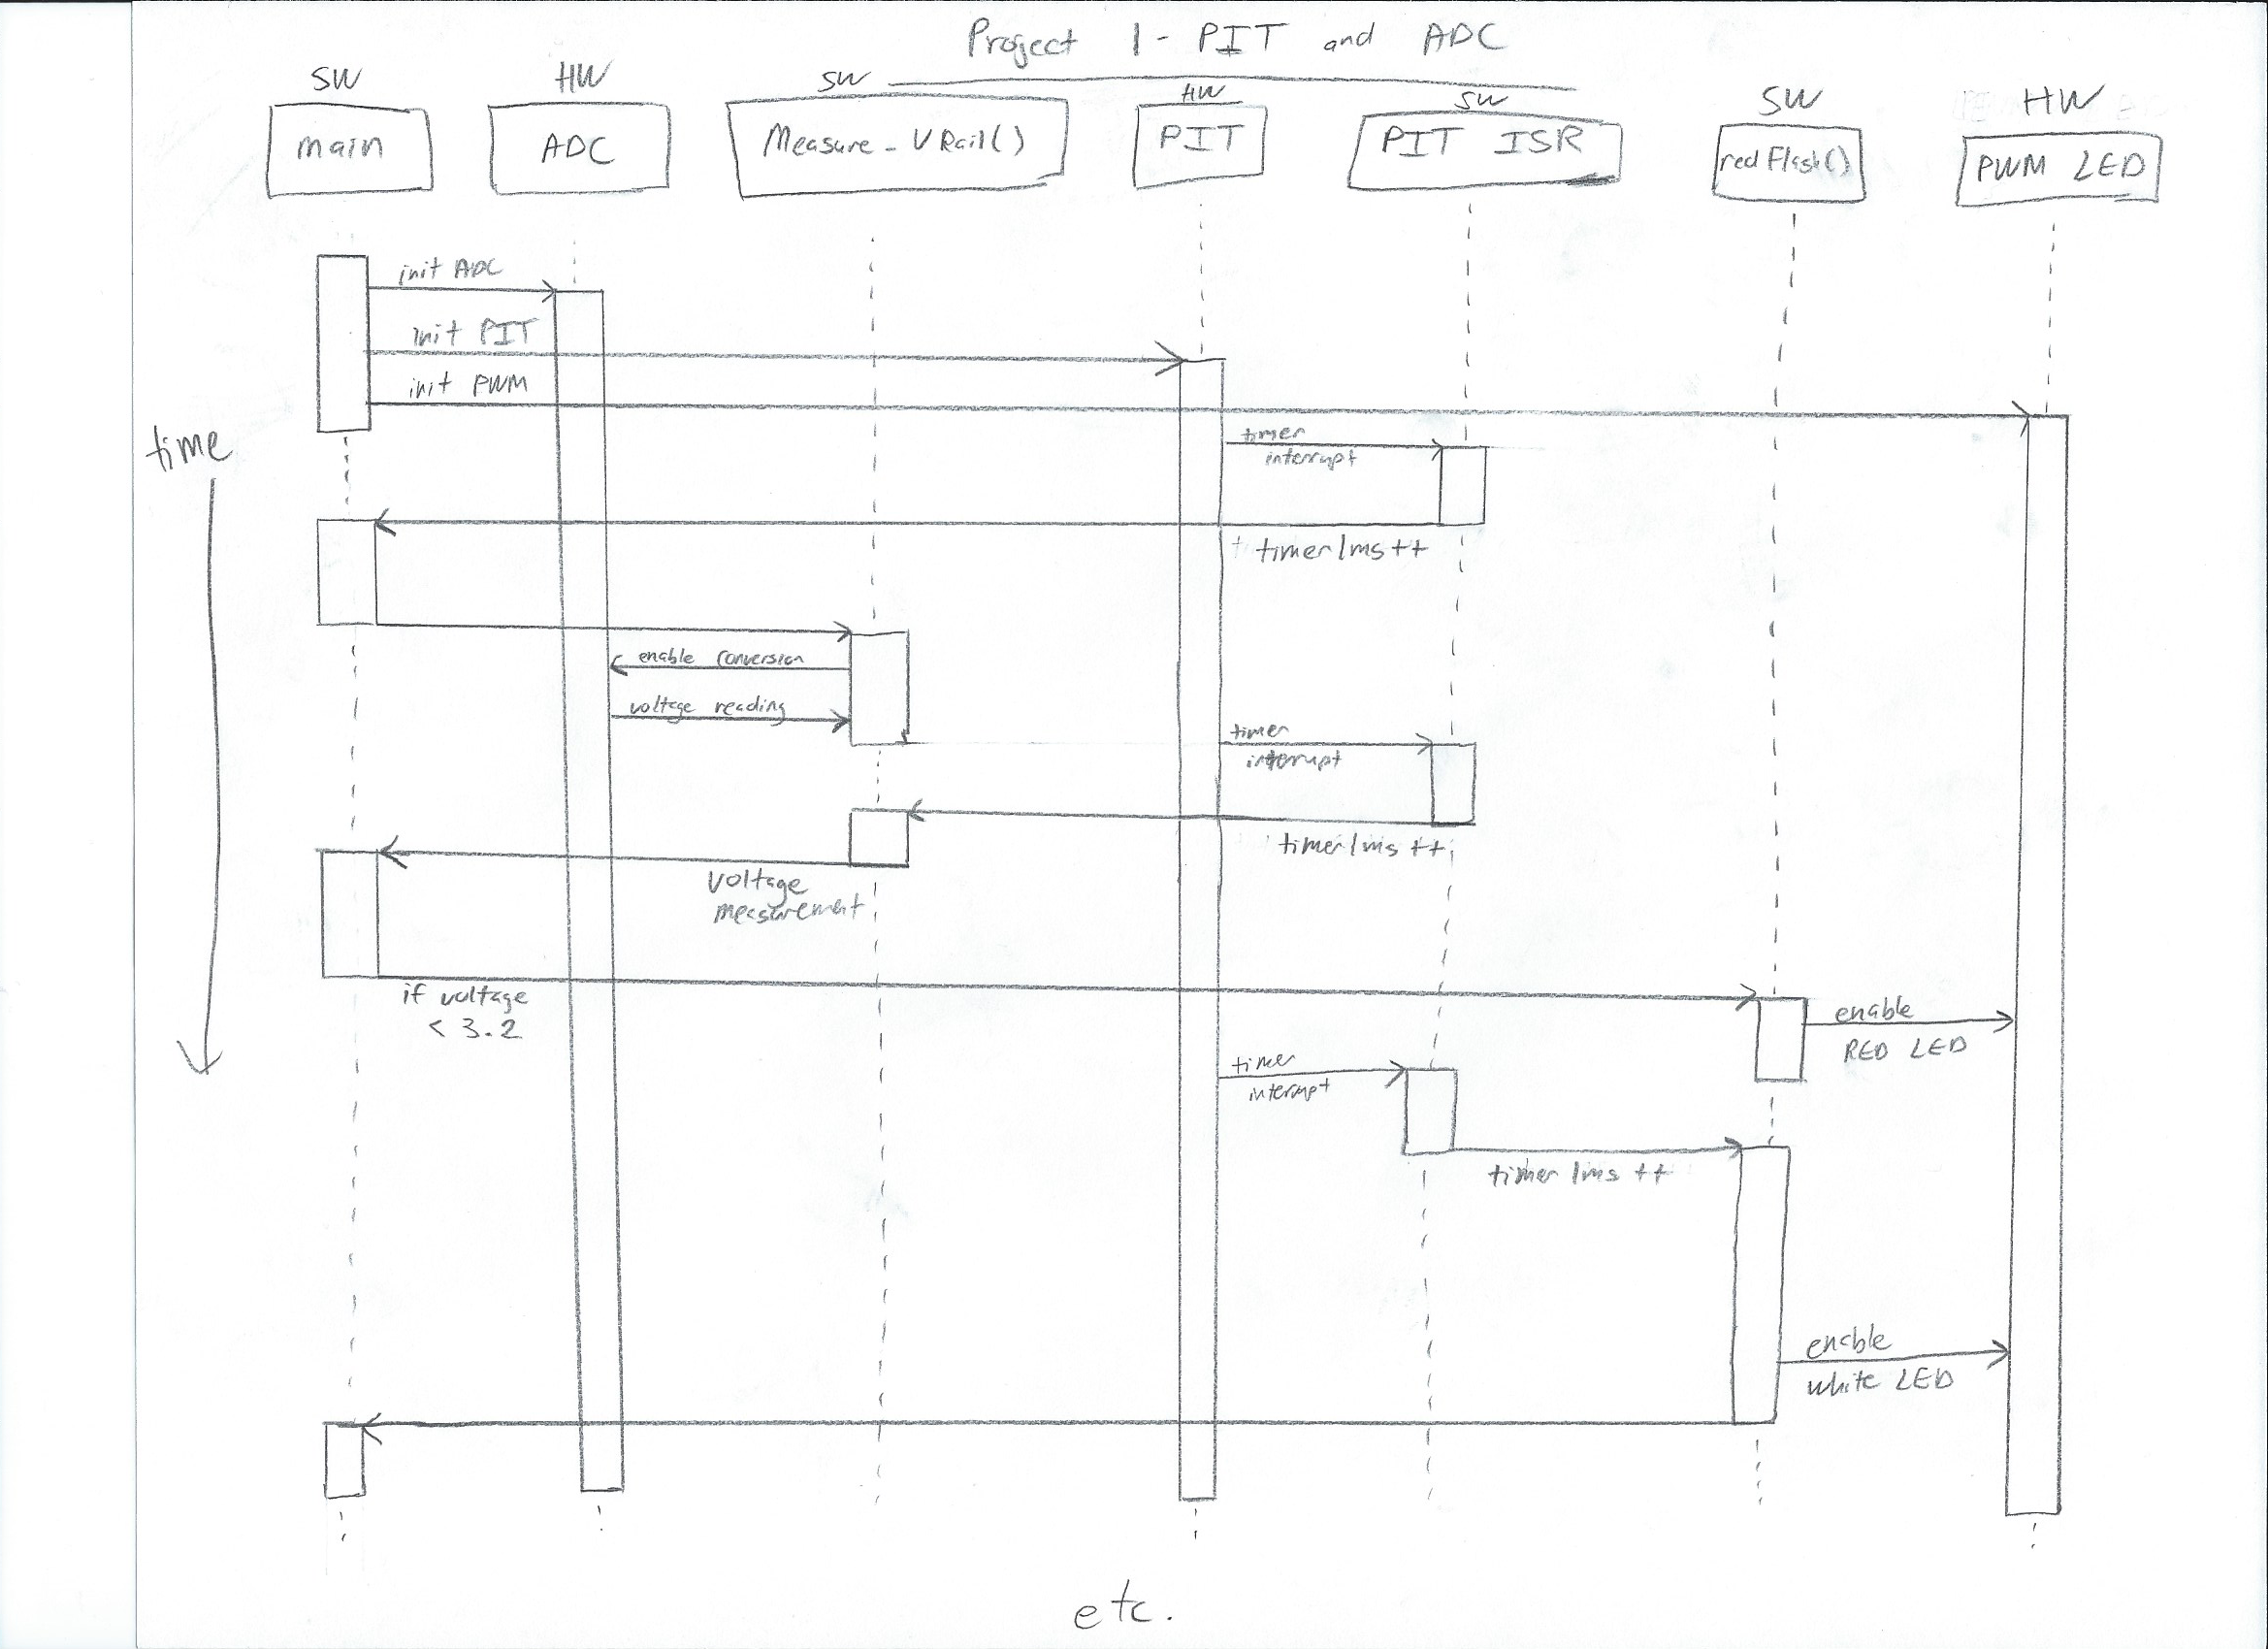 Project 1 - PIT and ADC
SW
HW
SW
HW
SW
SW
HW
main
ADC
Measure_VRail()
PIT
PIT ISR
redFlash()
PWM LED
init ADC
init PIT
init PWM
time
timer
interrupt
timer1ms++
enable conversion
voltage reading
timer
interrupt
timer1ms++
voltage
measurement
if voltage
< 3.2
enable
RED LED
timer
interrupt
timer1ms++
enable
white LED
etc.